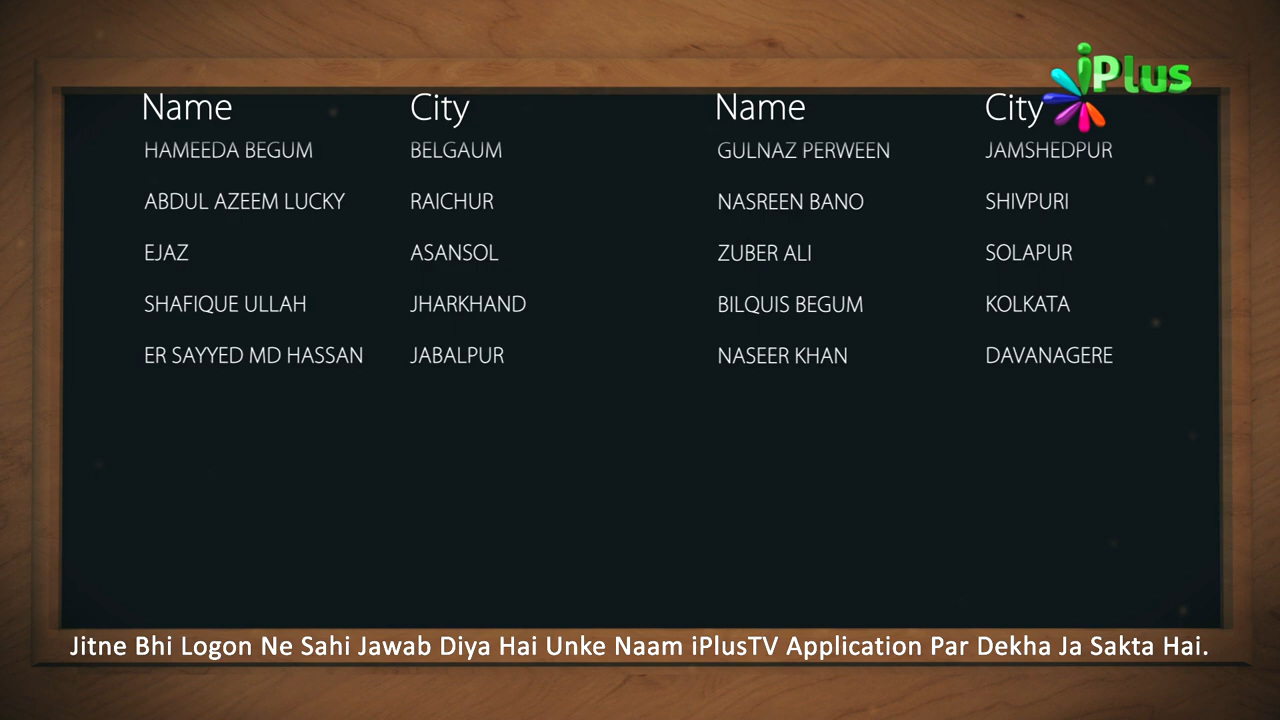 iPlus
Name City Name City
HAMEEDA BEGUM BELGAUM GULNAZ PERWEEN JAMSHEDPUR
ABDUL AZEEM LUCKY RAICHUR NASREEN BANO SHIVPURI
EJAZ ASANSOL ZUBER ALI SOLAPUR
SHAFIQUE ULLAH JHARKHAND BILQUIS BEGUM KOLKATA
ER SAYYED MD HASSAN JABALPUR NASEER KHAN DAVANAGERE
Jitne Bhi Logon Ne Sahi Jawab Diya Hai Unke Naam iPlusTV Application Par Dekha Ja Sakta Hai.